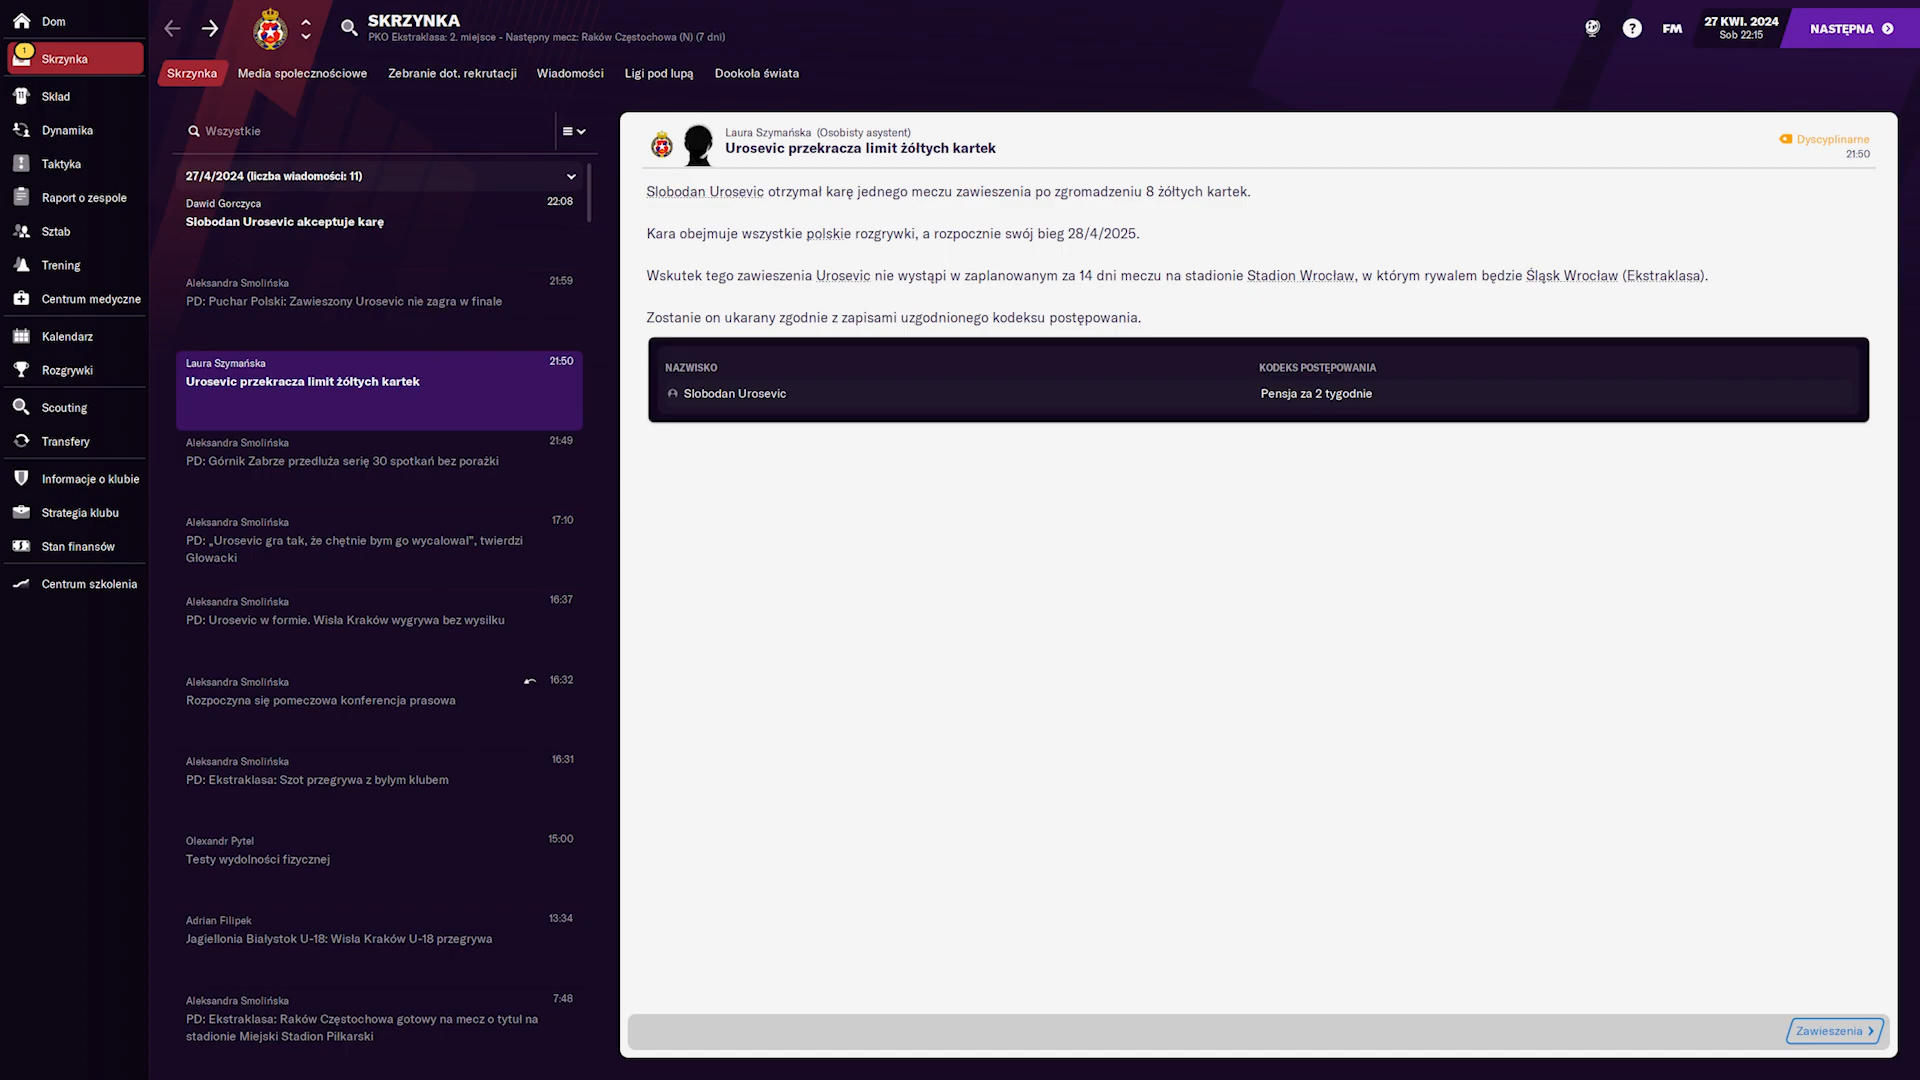 Dom
1
Skrzynka
Skład
Dynamika
Taktyka
Raport o zespole
Sztab
Trening
Centrum medyczne
Kalendarz
Rozgrywki
Scouting
Transfery
Informacje o klubie
Strategia klubu
Stan finansów
Centrum szkolenia
SKRZYNKA
PKO Ekstraklasa: 2. miejsce - Następny mecz: Raków Częstochowa (N) (7 dni)
FM
27 KWI. 2024
Sob 22:15
NASTĘPNA
Skrzynka
Media społecznościowe
Zebranie dot. rekrutacji
Wiadomości
Ligi pod lupą
Dookoła świata
Wszystkie
27/4/2024 (liczba wiadomości: 11)
Dawid Gorczyca 22:08
Slobodan Urosevic akceptuje karę
Aleksandra Smolińska 21:59
PD: Puchar Polski: Zawieszony Urosevic nie zagra w finale
Laura Szymańska 21:50
Urosevic przekracza limit żółtych kartek
Aleksandra Smolińska 21:49
PD: Górnik Zabrze przedłuża serię 30 spotkań bez porażki
Aleksandra Smolińska 17:10
PD: „Urosevic gra tak, że chętnie bym go wycałował”, twierdzi
Głowacki
Aleksandra Smolińska 16:37
PD: Urosevic w formie. Wisła Kraków wygrywa bez wysiłku
Aleksandra Smolińska 16:32
Rozpoczyna się pomeczowa konferencja prasowa
Aleksandra Smolińska 16:31
PD: Ekstraklasa: Szot przegrywa z byłym klubem
Olexandr Pytel 15:00
Testy wydolności fizycznej
Adrian Filipek 13:34
Jagiellonia Białystok U-18: Wisła Kraków U-18 przegrywa
Aleksandra Smolińska 7:48
PD: Ekstraklasa: Raków Częstochowa gotowy na mecz o tytuł na
stadionie Miejski Stadion Piłkarski
Laura Szymańska (Osobisty asystent)
Urosevic przekracza limit żółtych kartek
Dyscyplinarne
21:50
Slobodan Urosevic otrzymał karę jednego meczu zawieszenia po zgromadzeniu 8 żółtych kartek.
Kara obejmuje wszystkie polskie rozgrywki, a rozpocznie swój bieg 28/4/2025.
Wskutek tego zawieszenia Urosevic nie wystąpi w zaplanowanym za 14 dni meczu na stadionie Stadion Wrocław, w którym rywalem będzie Śląsk Wrocław (Ekstraklasa).
Zostanie on ukarany zgodnie z zapisami uzgodnionego kodeksu postępowania.
NAZWISKO KODEKS POSTĘPOWANIA
Slobodan Urosevic Pensja za 2 tygodnie
Zawieszenia